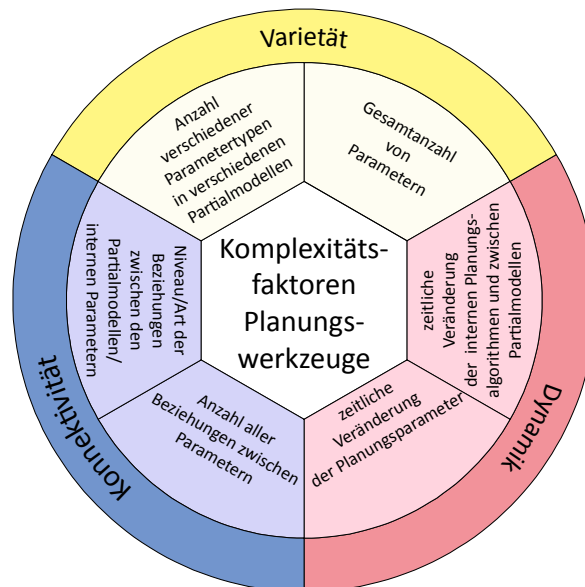 Varietät
Anzahl
verschiedener
Parametertypen
in verschiedenen
Partialmodellen
Gesamtanzahl
von
Parametern
Komplexitäts-
faktoren
Planungs-
werkzeuge
zeitliche
Veränderung
der internen Planungs-
algorithmen und zwischen
Partialmodellen
zeitliche
Veränderung
der Planungsparameter
Dynamik
Anzahl aller
Beziehungen zwischen
Parametern
Niveau/Art der
Beziehungen
zwischen den
Partialmodellen/
internen Parametern
Konnektivität